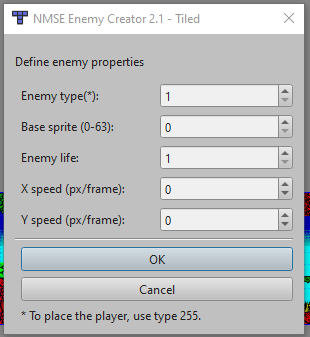 NMSE Enemy Creator 2.1 - Tiled
Define enemy properties
Enemy type(*): 1
Base sprite (0-63): 0
Enemy life: 1
X speed (px/frame): 0
Y speed (px/frame): 0
OK
Cancel
* To place the player, use type 255.